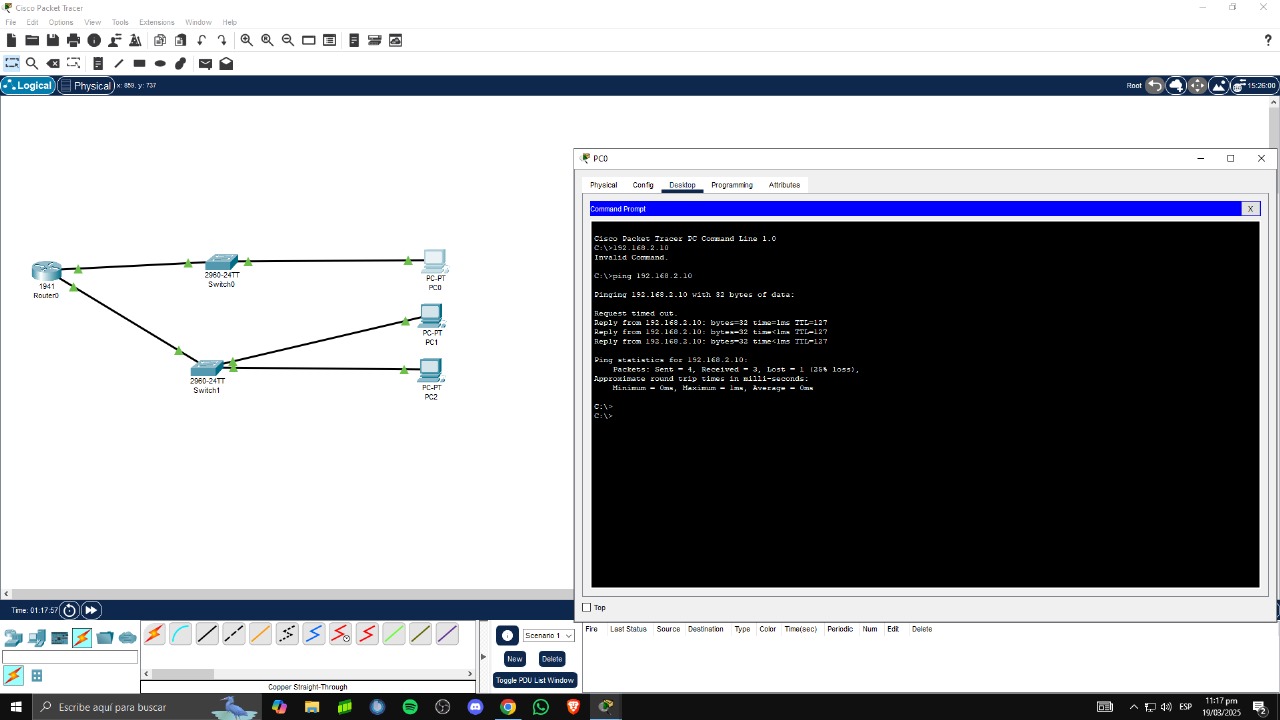 Cisco Packet Tracer
File Edit Options View Tools Extensions Window Help
Logical Physical x: 859, y: 737 Root 15:26:00
PC0
Physical Config Desktop Programming Attributes
Command Prompt X
Cisco Packet Tracer PC Command Line 1.0
C:\>192.168.2.10
Invalid Command.
C:\>ping 192.168.2.10
Pinging 192.168.2.10 with 32 bytes of data:
Request timed out.
Reply from 192.168.2.10: bytes=32 time=1ms TTL=127
Reply from 192.168.2.10: bytes=32 time<1ms TTL=127
Reply from 192.168.2.10: bytes=32 time<1ms TTL=127
Ping statistics for 192.168.2.10:
Packets: Sent = 4, Received = 3, Lost = 1 (25% loss),
Approximate round trip times in milli-seconds:
Minimum = 0ms, Maximum = 1ms, Average = 0ms
C:\>
C:\>
Top
1941
Router0
2960-24TT
Switch0
PC-PT
PC0
PC-PT
PC1
2960-24TT
Switch1
PC-PT
PC2
Time: 01:17:57
Scenario 1
New Delete
Toggle PDU List Window
Copper Straight-Through
Fire Last Status Source Destination Type Color Time(sec) Periodic Num Edit Delete
Escribe aquí para buscar
ESP
11:17 p.m.
19/03/2025
2